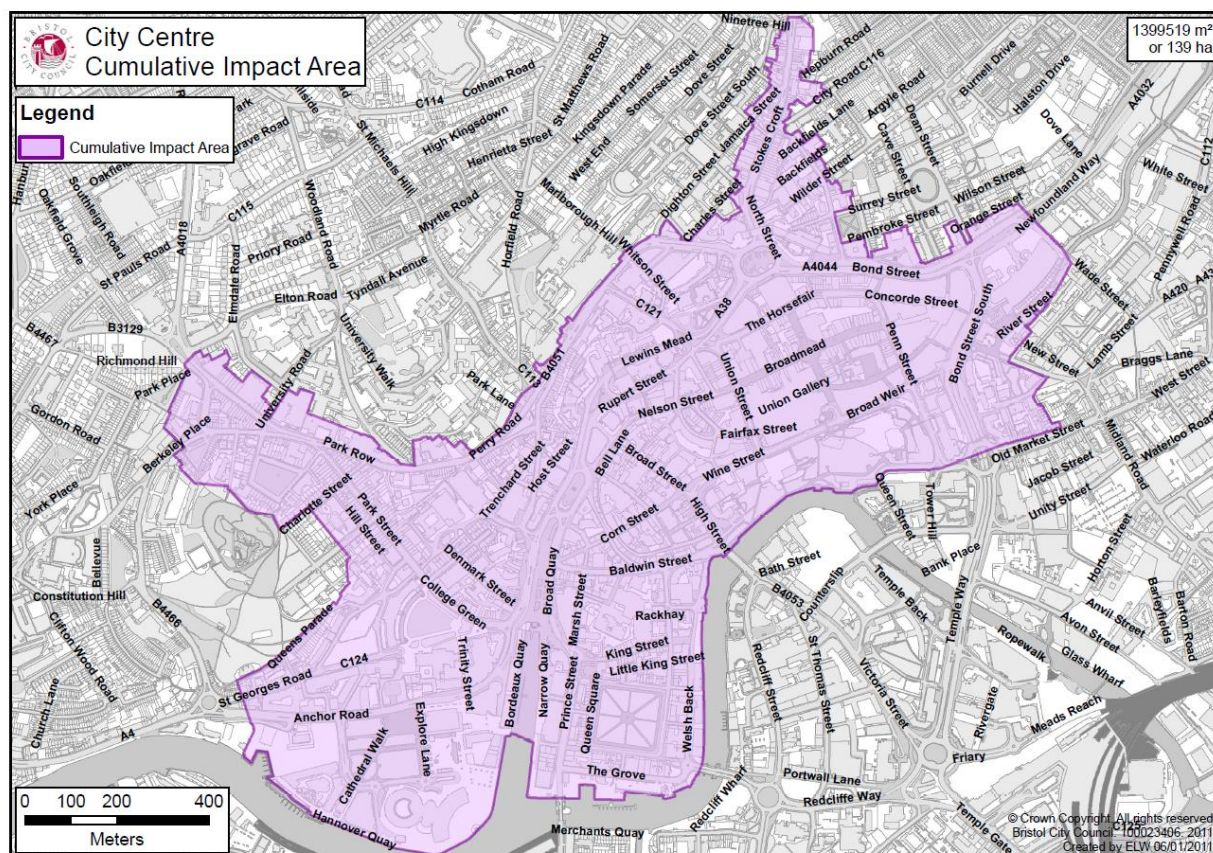 BRISTOL
CITY COUNCIL
City Centre
Cumulative Impact Area
Legend
Cumulative Impact Area
1399519 m²
or 139 ha
Ninetree Hill
Hepburn Road
City Road
C116
Argyle Road
Burnell Drive
Halston Drive
A4032
Dove Lane
C112
White Street
St Matthews Road
Kingsdown Parade
Somerset Street
Dove Street
Dove Street South
Jamaica Street
Stokes Croft
Backfields Lane
Backfields
Wilder Street
Cave Street
Dean Street
Wilson Street
Surrey Street
Pembroke Street
Orange Street
Newfoundland Way
Pennywell Road
Cotham Road
C114
High Kingsdown
Henrietta Street
West End
St Michaels Hill
Oakfield Grove
Southleigh Road
St Pauls Road
A4018
C115
Woodland Road
Priory Road
Elmdale Road
Elton Road
Tyndall Avenue
Myrtle Road
Horfield Road
Marlborough Hill
Dighton Street
Charles Street
North Street
Whitson Street
C121
A38
A4044
Bond Street
Concorde Street
The Horsefair
Bond Street South
River Street
Wade Street
A420
Lamb Street
New Street
Braggs Lane
West Street
B4467
B3129
Richmond Hill
Park Place
University Road
University Walk
Park Lane
B4051
Lewins Mead
Rupert Street
Nelson Street
Union Street
Broadmead
Union Gallery
Penn Street
Broad Weir
Fairfax Street
Gordon Road
Berkeley Place
York Place
Park Row
Perry Road
Trenchard Street
Host Street
Bell Lane
Broad Street
Wine Street
High Street
Corn Street
Old Market Street
Midland Road
Waterloo Road
Jacob Street
Unity Street
Queen Street
Tower Hill
Charlotte Street
Park Street
Hill Street
Denmark Street
College Green
Broad Quay
Marsh Street
Baldwin Street
Bath Street
B4053
Counterslip
Temple Back
Bank Place
Temple Way
Horton Street
Bellevue
Constitution Hill
B4466
Clifton Wood Road
Church Lane
Queens Parade
C124
St Georges Road
Trinity Street
Bordeaux Quay
Narrow Quay
Prince Street
Queen Square
Rackhay
King Street
Little King Street
Welsh Back
Redcliff Street
St Thomas Street
Victoria Street
Ropewalk
Anvil Street
Avon Street
Glass Wharf
Barleyfields
Barton Road
A4
Anchor Road
Explore Lane
Cathedral Walk
Hannover Quay
The Grove
Merchants Quay
Redcliff Wharf
Portwall Lane
Redcliffe Way
Rivergate
Friary
Meads Reach
Temple Gate
0 100 200 400
Meters
© Crown Copyright. All rights reserved
Bristol City Council. 100023406. 2011
C125
Created by ELW 06/01/2011